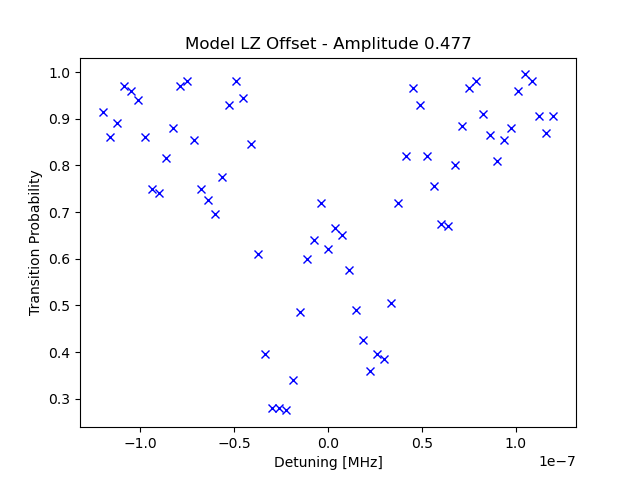 Model LZ Offset - Amplitude 0.477
1.0
0.9
0.8
0.7
0.6
0.5
0.4
0.3
Transition Probability
−1.0 −0.5 0.0 0.5 1.0
1e−7
Detuning [MHz]